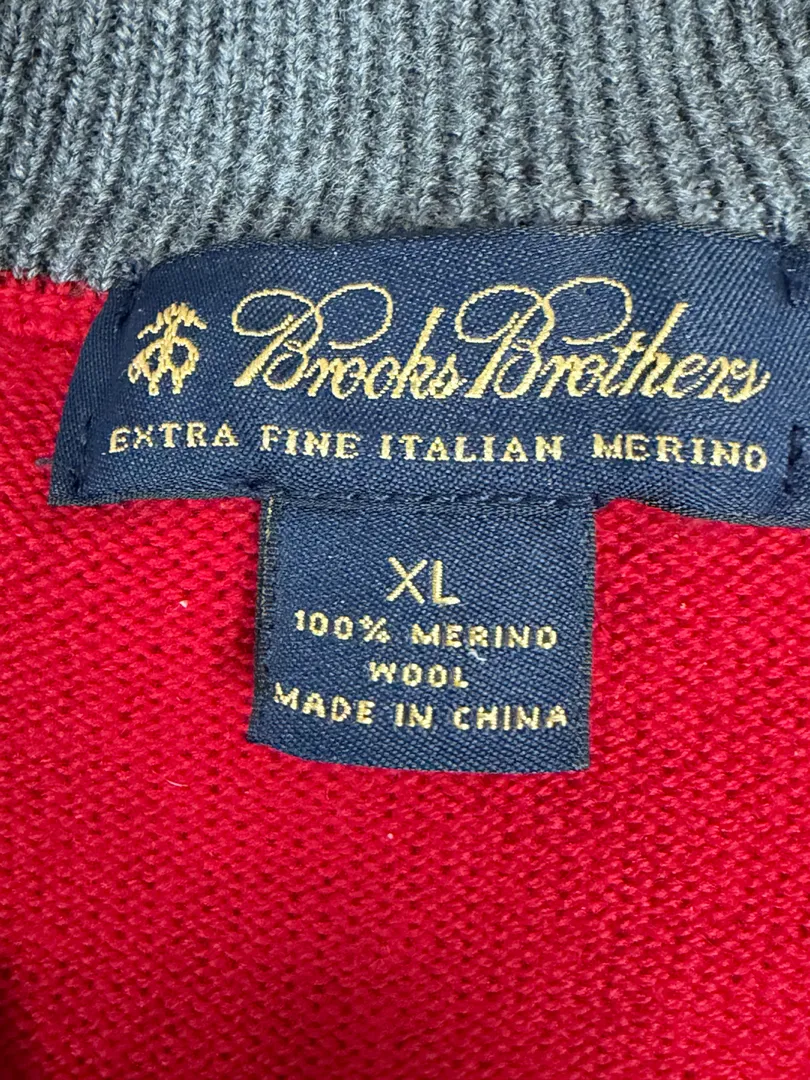 Brooks Brothers
EXTRA FINE ITALIAN MERINO
XL
100% MERINO
WOOL
MADE IN CHINA